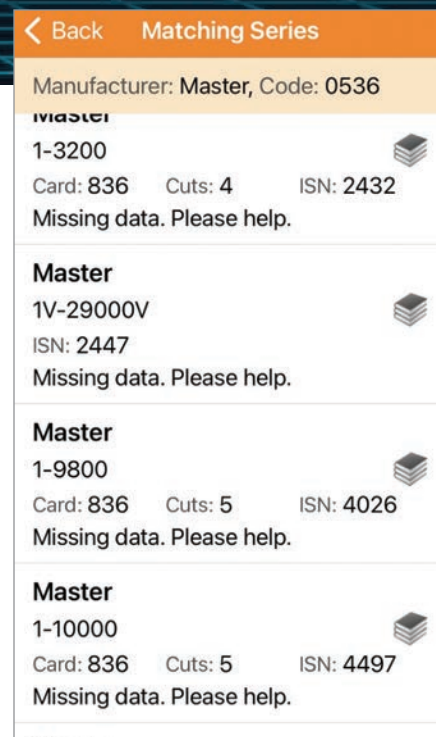 Back Matching Series
Manufacturer: Master, Code: 0536
Master
1-3200
Card: 836 Cuts: 4 ISN: 2432
Missing data. Please help.
Master
1V-29000V
ISN: 2447
Missing data. Please help.
Master
1-9800
Card: 836 Cuts: 5 ISN: 4026
Missing data. Please help.
Master
1-10000
Card: 836 Cuts: 5 ISN: 4497
Missing data. Please help.